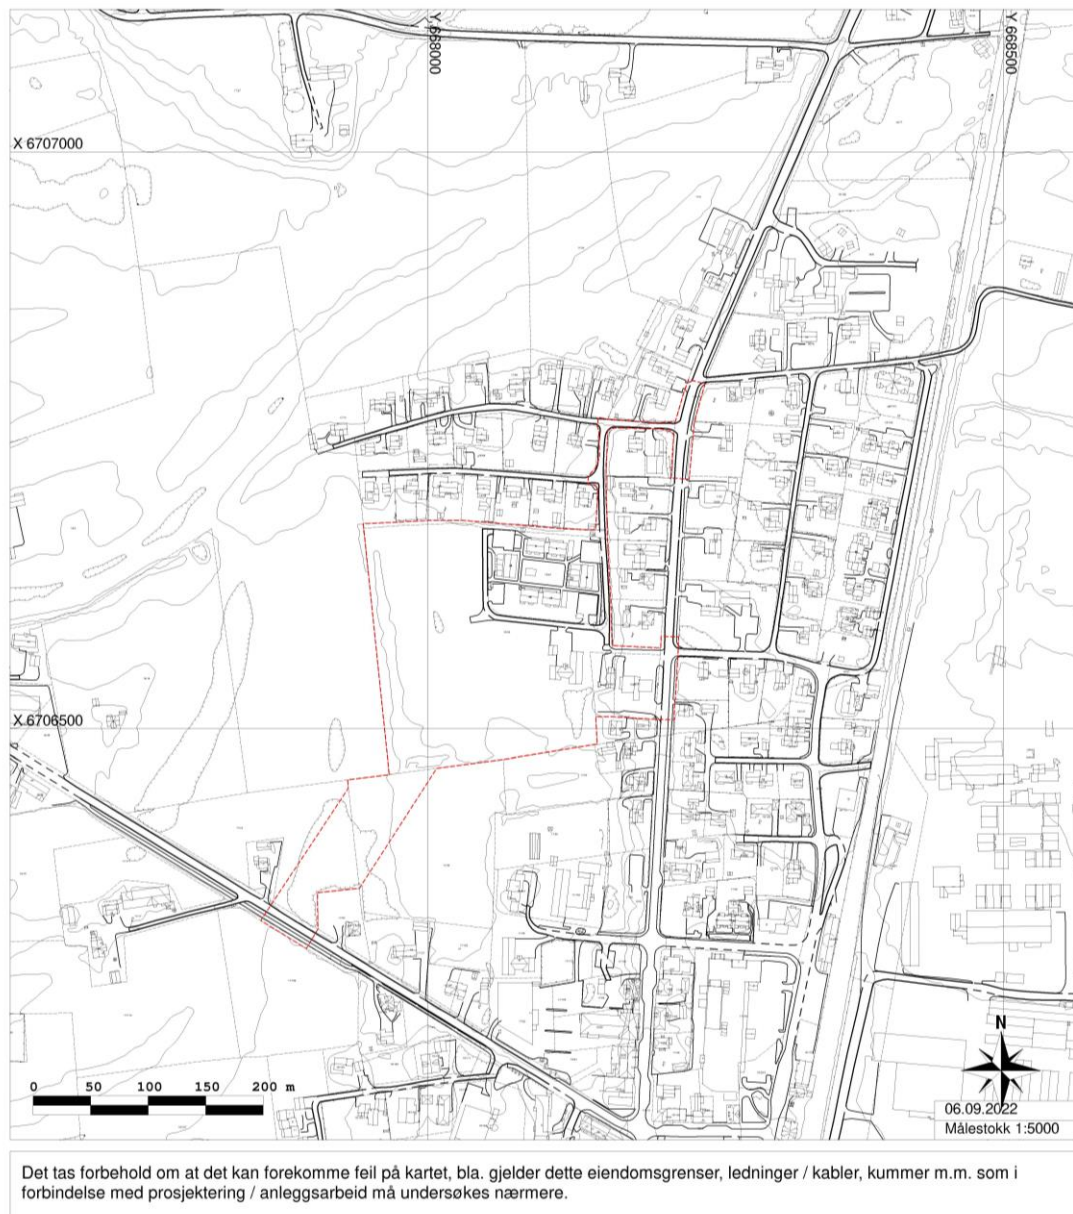 Y 668000
Y 668500
X 6707000
X 6706500
0 50 100 150 200 m
N
06.09.2022
Målestokk 1:5000
Det tas forbehold om at det kan forekomme feil på kartet, bla. gjelder dette eiendomsgrenser, ledninger / kabler, kummer m.m. som i
forbindelse med prosjektering / anleggsarbeid må undersøkes nærmere.